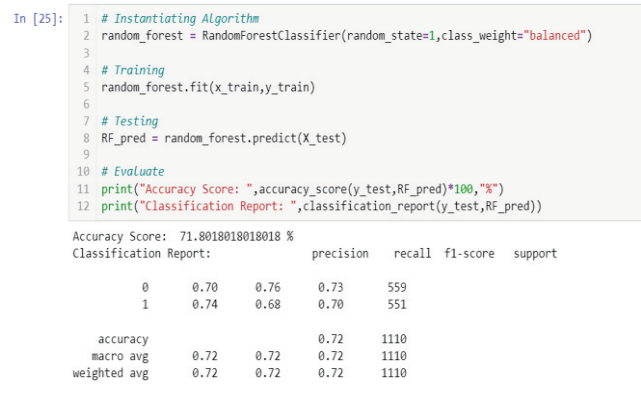 In [25]:
1 # Instantiating Algorithm
2 random_forest = RandomForestClassifier(random_state=1,class_weight="balanced")
3
4 # Training
5 random_forest.fit(x_train,y_train)
6
7 # Testing
8 RF_pred = random_forest.predict(X_test)
9
10 # Evaluate
11 print("Accuracy Score: ",accuracy_score(y_test,RF_pred)*100,"%")
12 print("Classification Report: ",classification_report(y_test,RF_pred))
Accuracy Score:  71.8018018018018 %
Classification Report:                precision    recall  f1-score   support
0       0.70      0.76      0.73       559
1       0.74      0.68      0.70       551
accuracy                           0.72      1110
macro avg       0.72      0.72      0.72      1110
weighted avg       0.72      0.72      0.72      1110